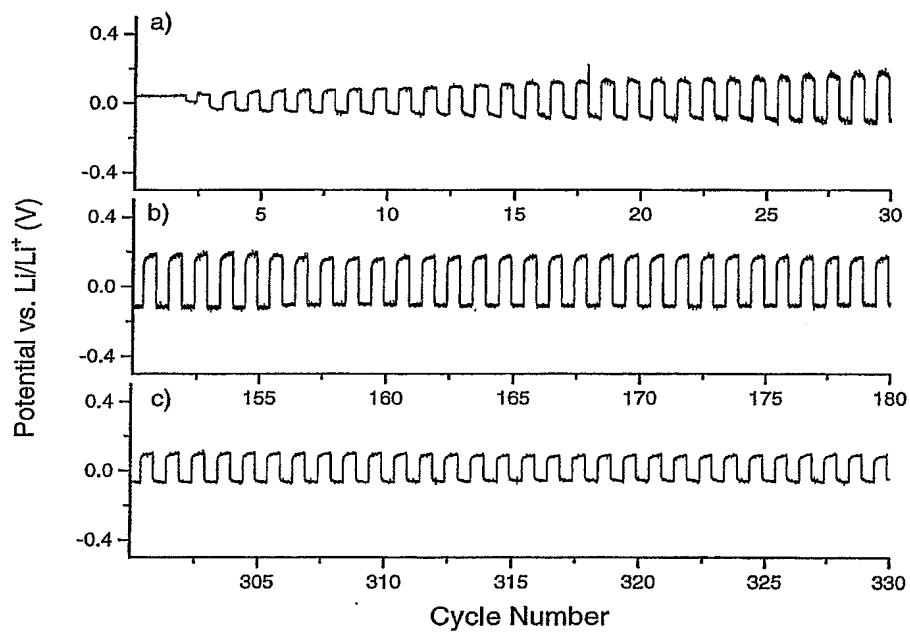 a)
0.4
0.0
-0.4
5 10 15 20 25 30
b)
0.4
0.0
-0.4
155 160 165 170 175 180
c)
0.4
0.0
-0.4
305 310 315 320 325 330
Potential vs. Li/Li⁺ (V)
Cycle Number